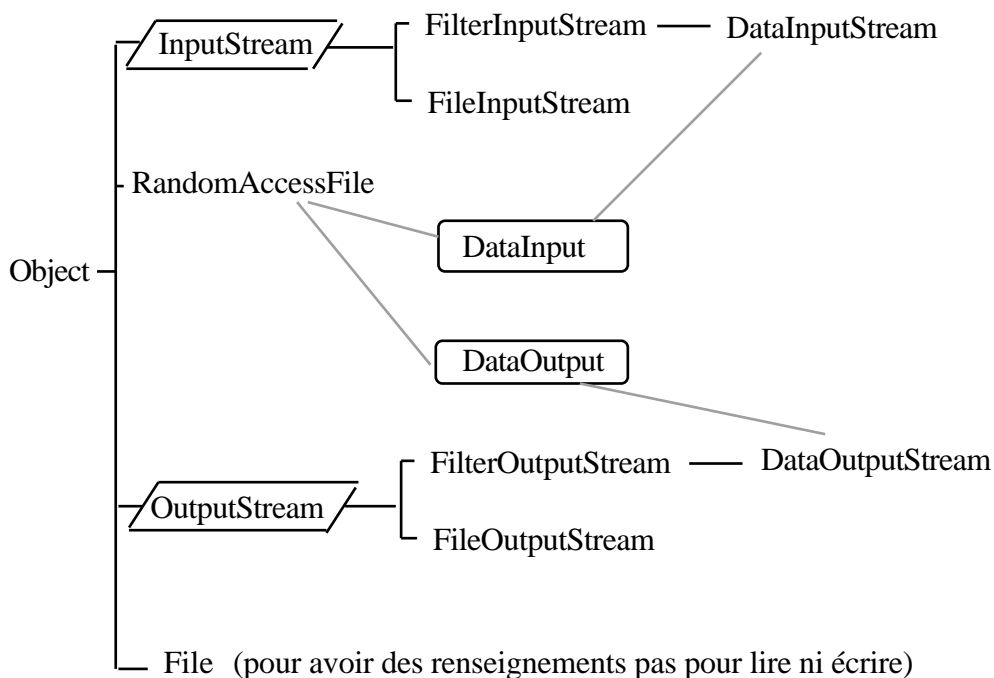 FilterInputStream
DataInputStream
InputStream
FileInputStream
RandomAccessFile
DataInput
Object
DataOutput
FilterOutputStream
DataOutputStream
OutputStream
FileOutputStream
File (pour avoir des renseignements pas pour lire ni écrire)